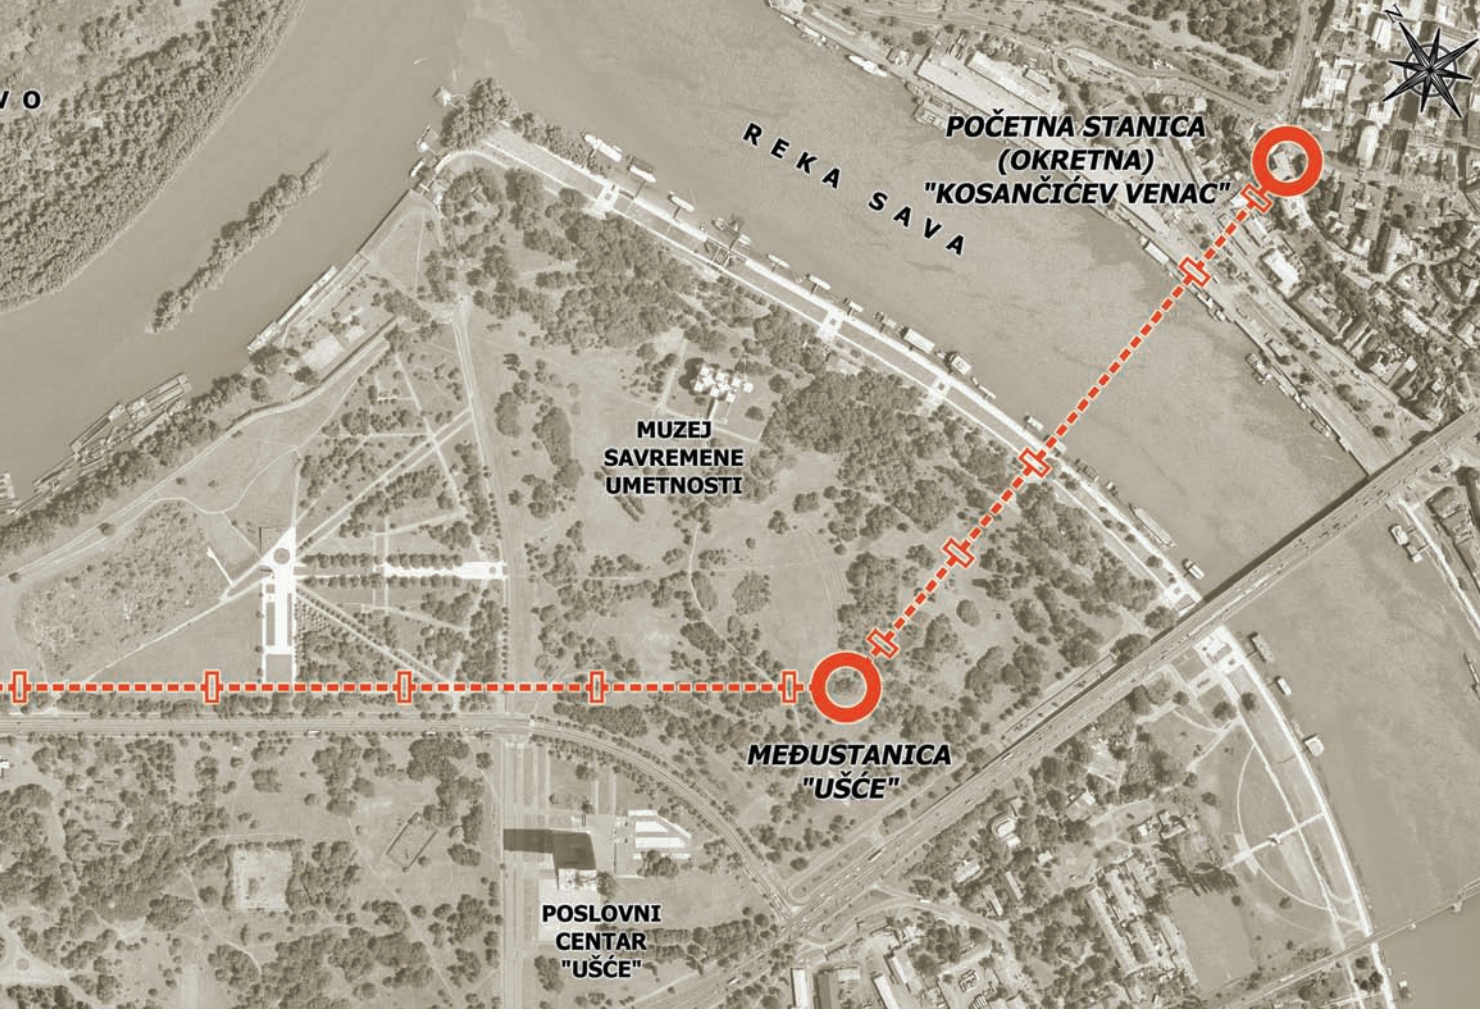 V O
N
REKA SAVA
POČETNA STANICA
(OKRETNA)
"KOSANČIĆEV VENAC"
MUZEJ
SAVREMENE
UMETNOSTI
MEĐUSTANICA
"UŠĆE"
POSLOVNI
CENTAR
"UŠĆE"